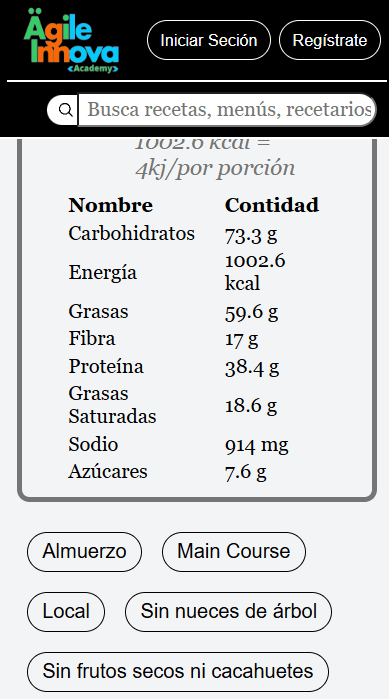 Ägile
Innova
<Academy>
Iniciar Seción
Regístrate
Busca recetas, menús, recetarios
1002.6 kcal =
4kj/por porción
Nombre Contidad
Carbohidratos 73.3 g
Energía 1002.6 kcal
Grasas 59.6 g
Fibra 17 g
Proteína 38.4 g
Grasas Saturadas 18.6 g
Sodio 914 mg
Azúcares 7.6 g
Almuerzo
Main Course
Local
Sin nueces de árbol
Sin frutos secos ni cacahuetes